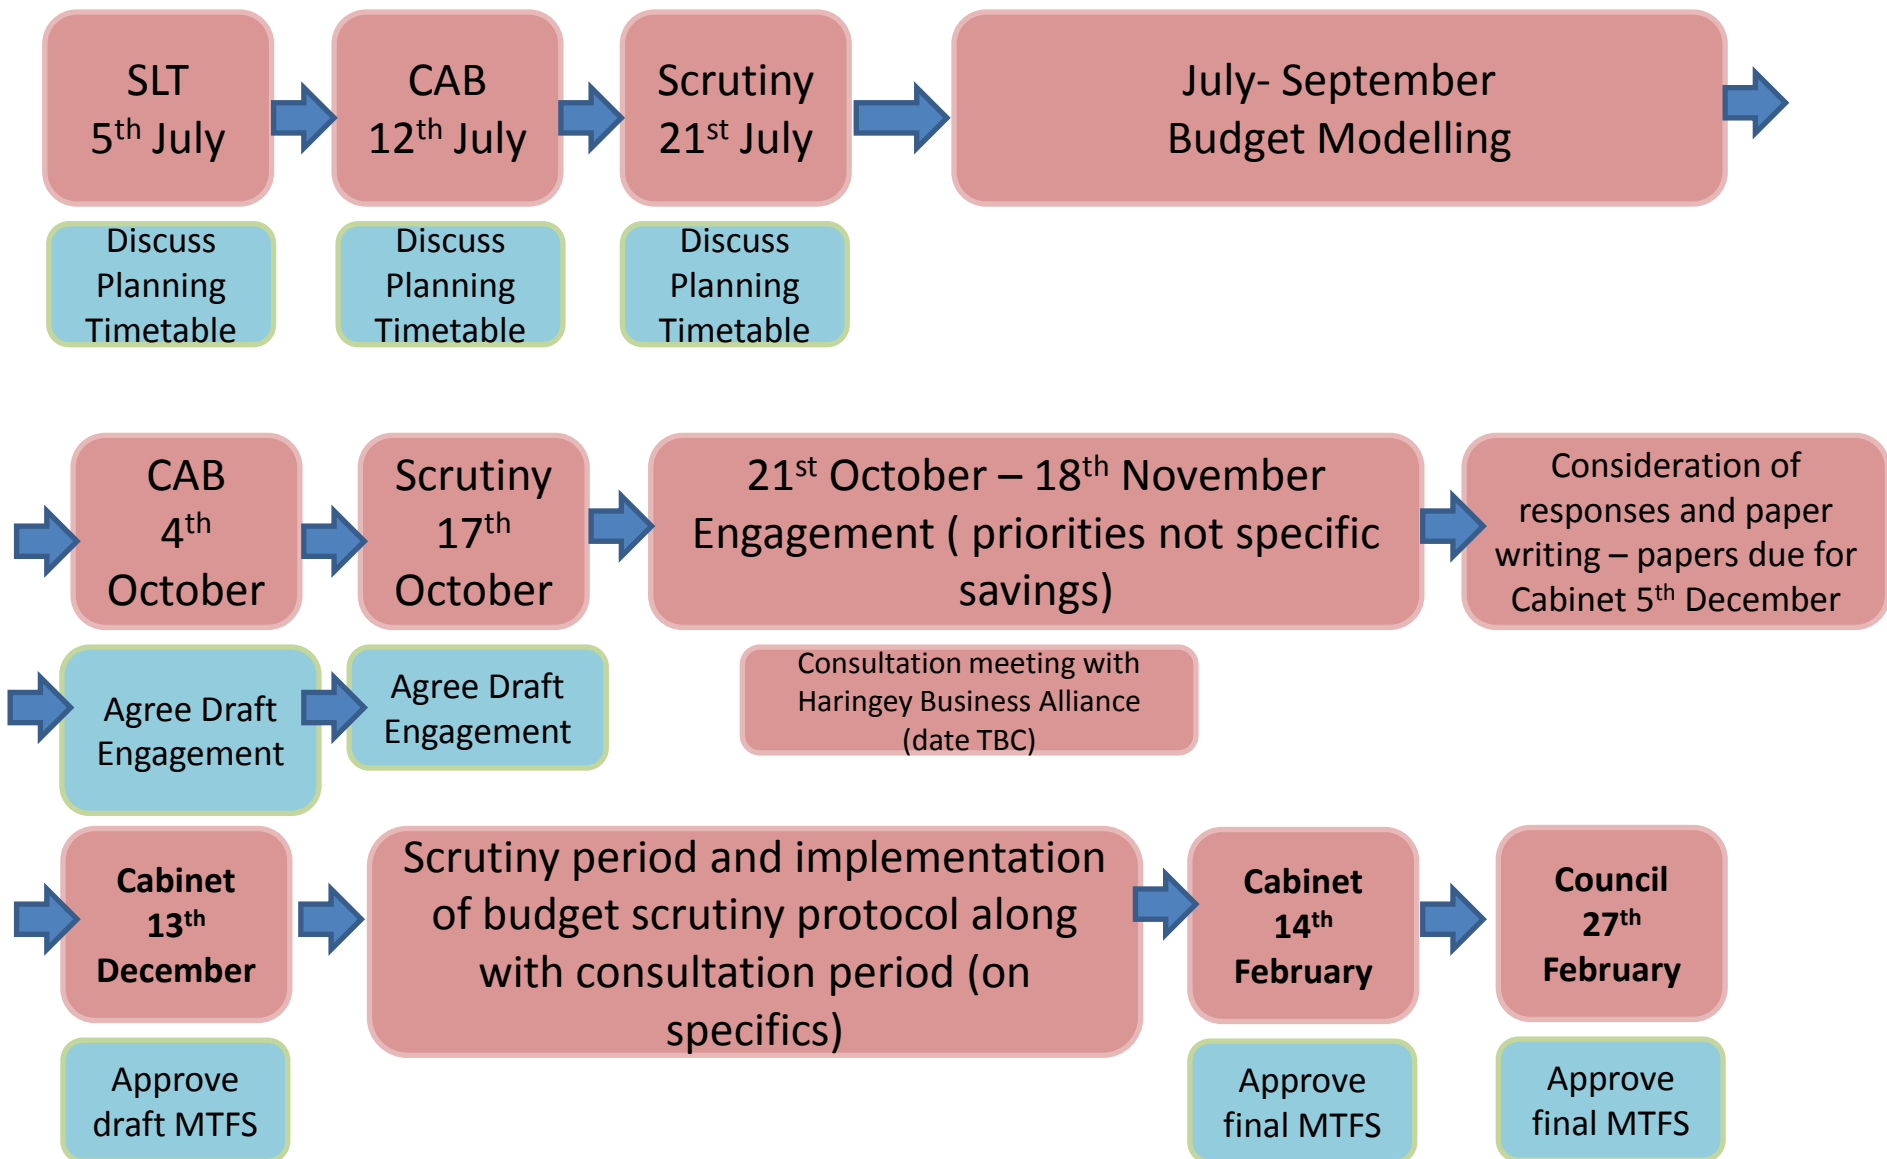 SLT
5th July
CAB
12th July
Scrutiny
21st July
July- September
Budget Modelling
Discuss
Planning
Timetable
Discuss
Planning
Timetable
Discuss
Planning
Timetable
CAB
4th
October
Scrutiny
17th
October
21st October – 18th November
Engagement ( priorities not specific
savings)
Consideration of
responses and paper
writing – papers due for
Cabinet 5th December
Agree Draft
Engagement
Agree Draft
Engagement
Consultation meeting with
Haringey Business Alliance
(date TBC)
Cabinet
13th
December
Scrutiny period and implementation
of budget scrutiny protocol along
with consultation period (on
specifics)
Cabinet
14th
February
Council
27th
February
Approve
draft MTFS
Approve
final MTFS
Approve
final MTFS